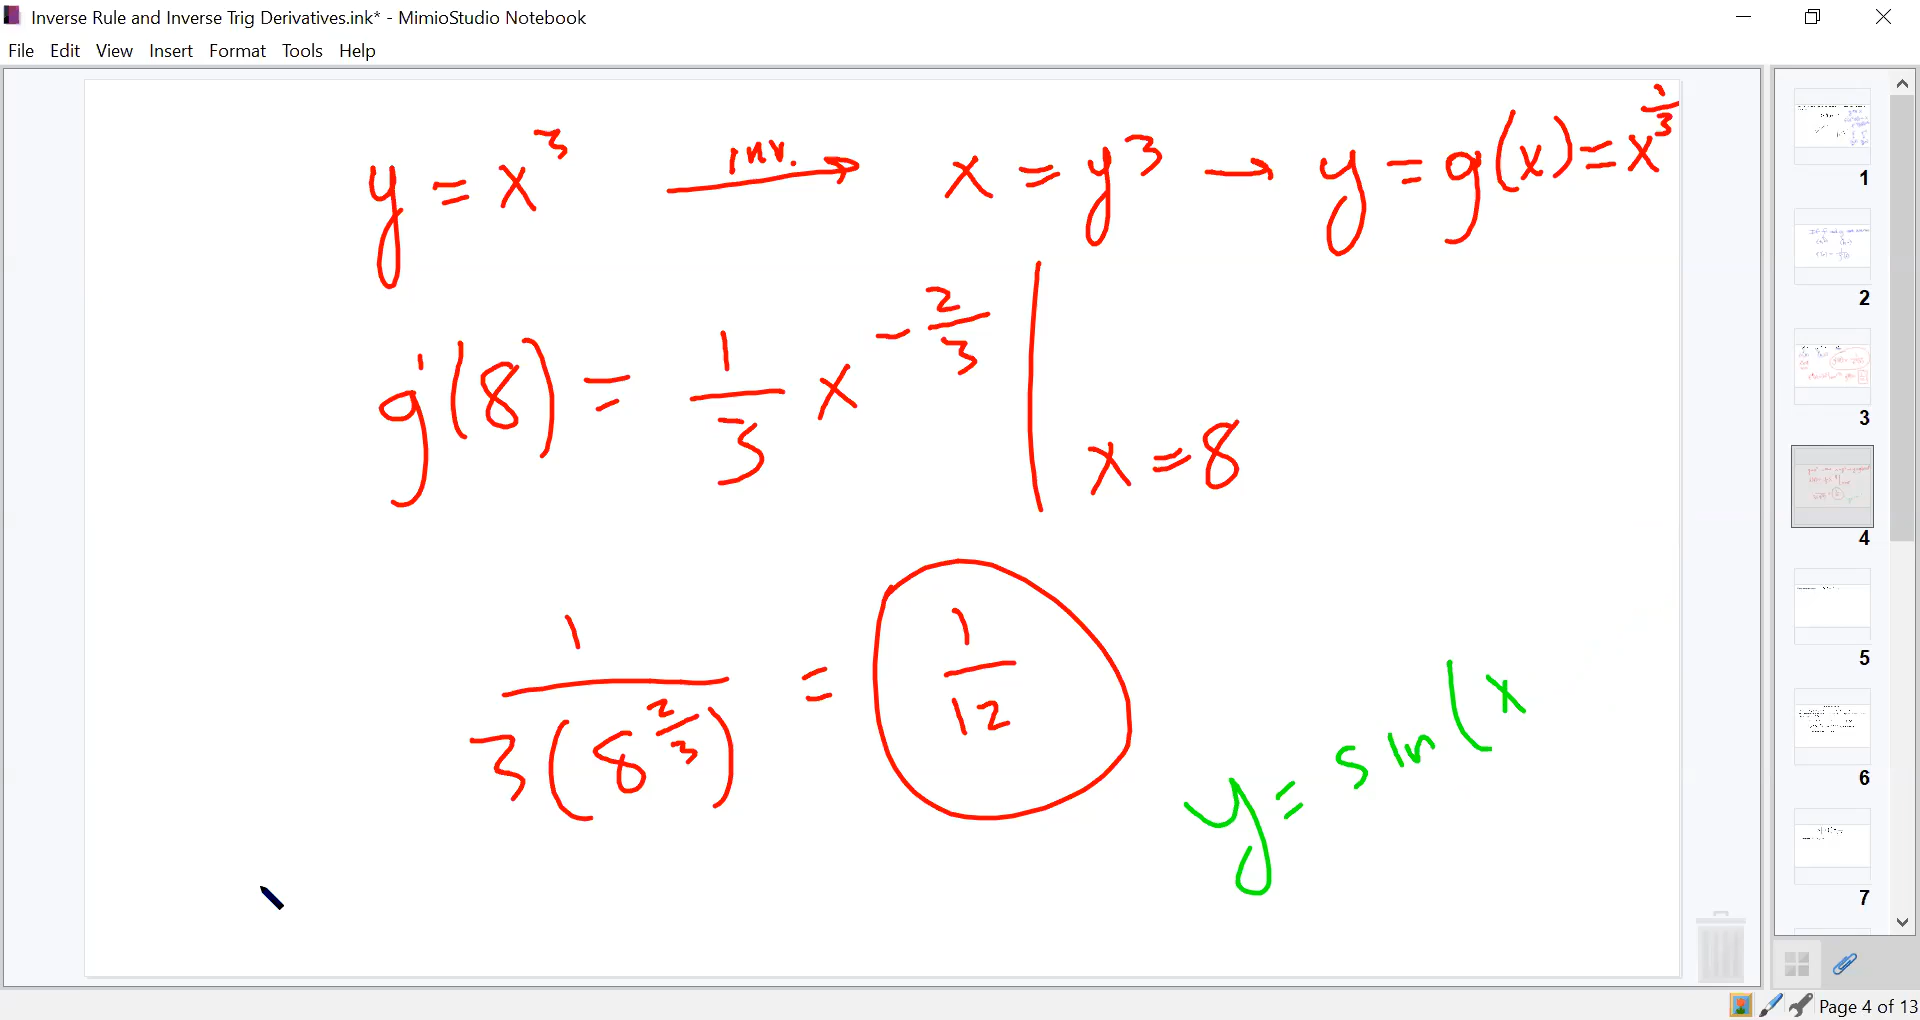 Inverse Rule and Inverse Trig Derivatives.ink* - MimioStudio Notebook
File Edit View Insert Format Tools Help
y = x^3 inv. → x = y^3 → y = g(x) = x^{1/3}
g'(8) = 1/3 x^{-2/3} | x = 8
1/(3(8^{2/3})) = 1/12
y = sin(x
1
2
3
4
5
6
7
Page 4 of 13